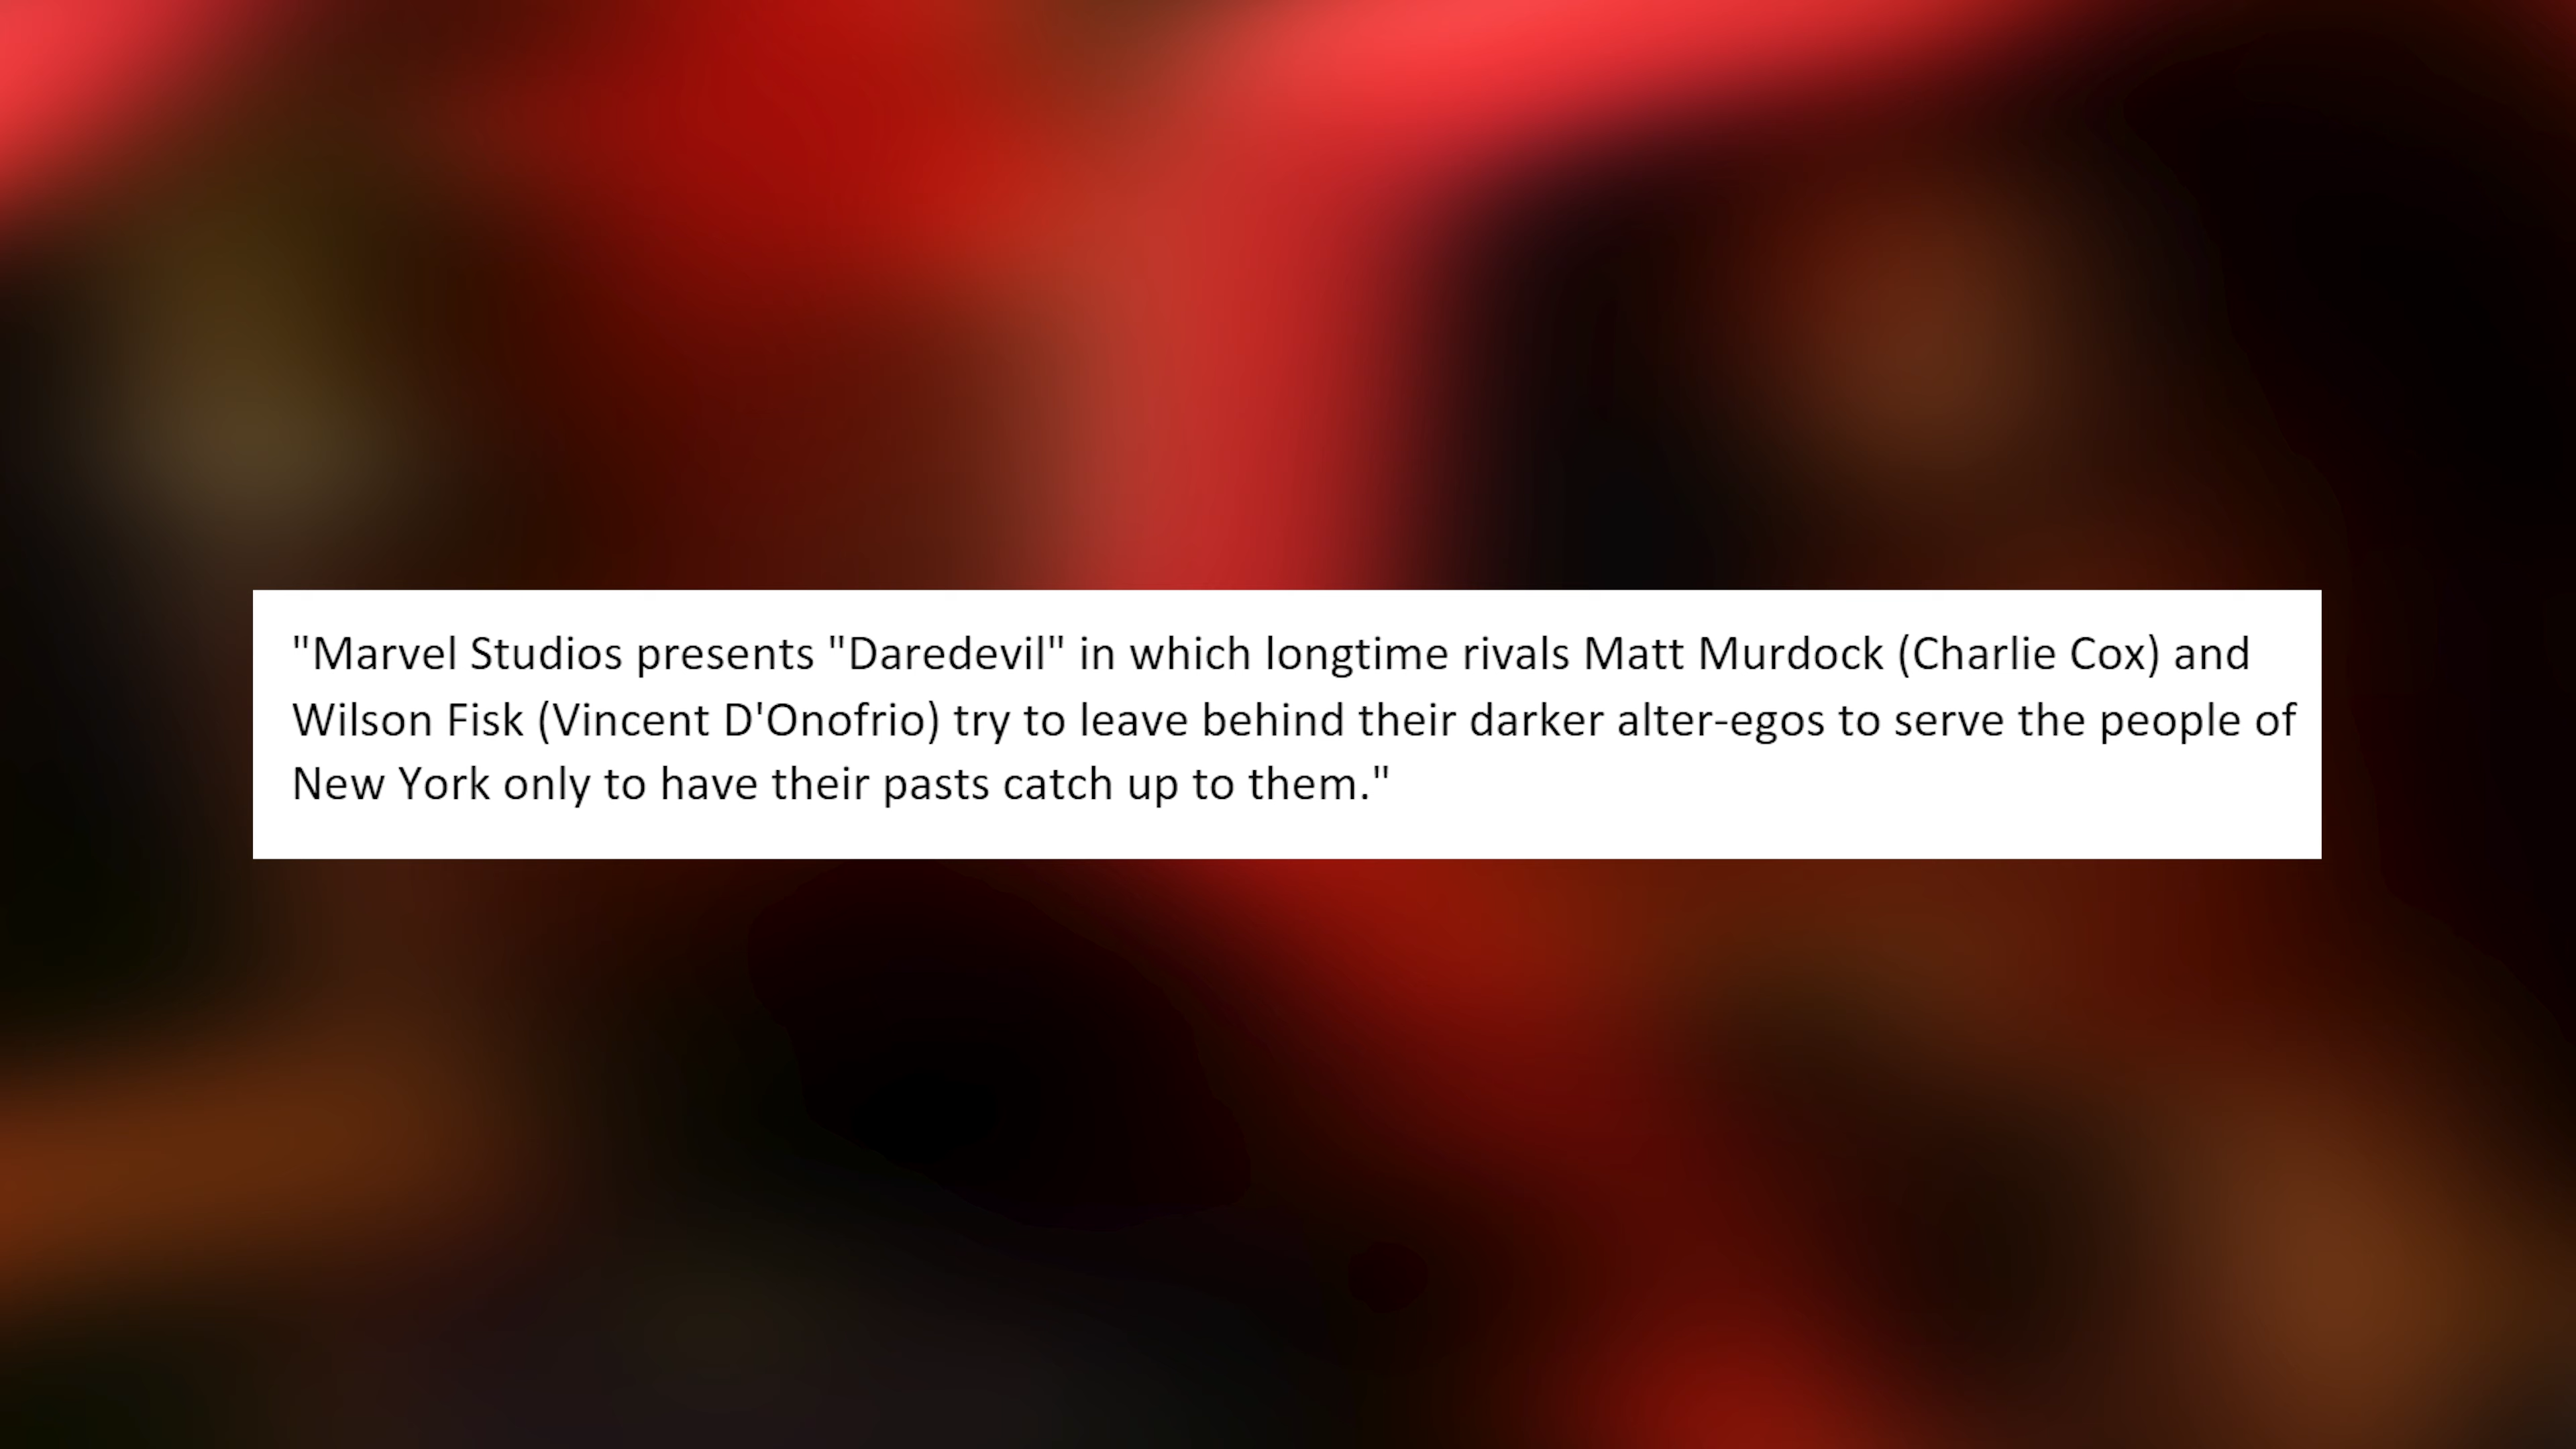 "Marvel Studios presents "Daredevil" in which longtime rivals Matt Murdock (Charlie Cox) and
Wilson Fisk (Vincent D'Onofrio) try to leave behind their darker alter-egos to serve the people of
New York only to have their pasts catch up to them."